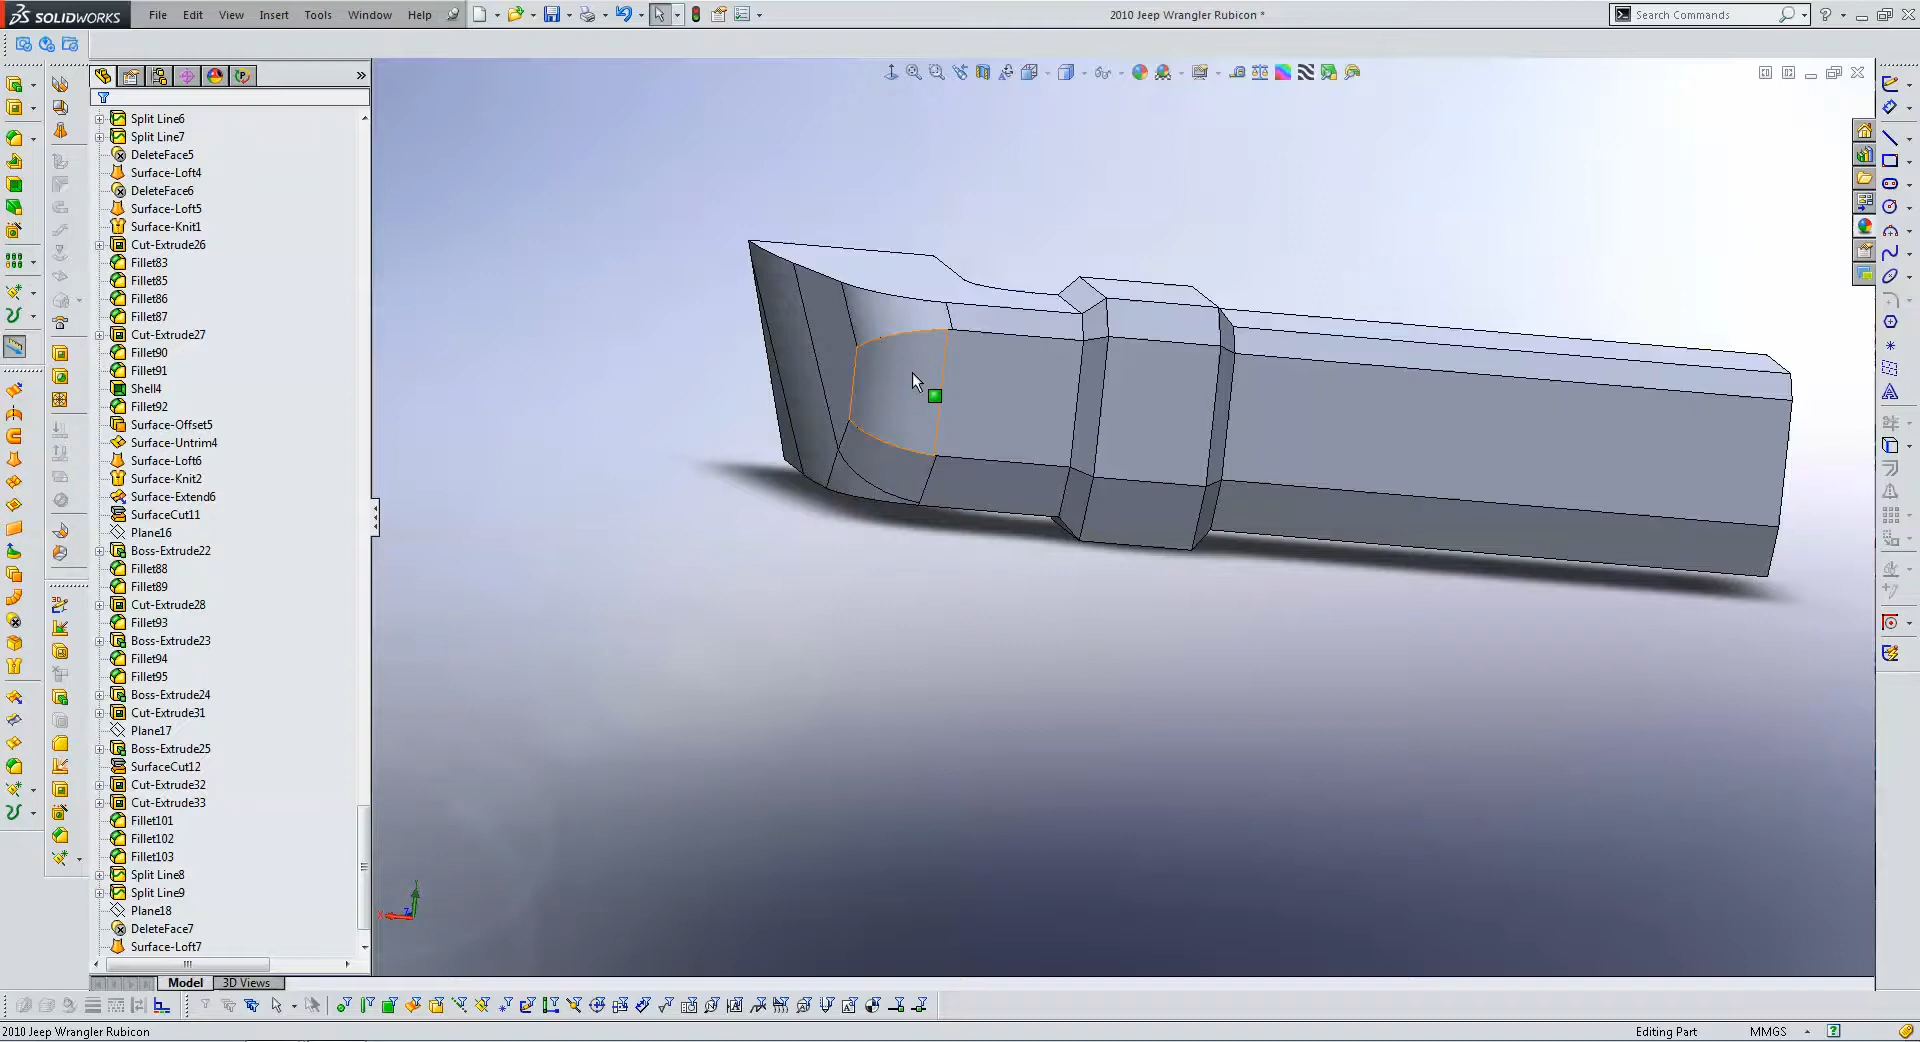 SOLIDWORKS File Edit View Insert Tools Window Help 2010 Jeep Wrangler Rubicon * Search Commands
Split Line6
Split Line7
DeleteFace5
Surface-Loft4
DeleteFace6
Surface-Loft5
Surface-Knit1
Cut-Extrude26
Fillet83
Fillet85
Fillet86
Fillet87
Cut-Extrude27
Fillet90
Fillet91
Shell4
Fillet92
Surface-Offset5
Surface-Untrim4
Surface-Loft6
Surface-Knit2
Surface-Extend6
SurfaceCut11
Plane16
Boss-Extrude22
Fillet88
Fillet89
Cut-Extrude28
Fillet93
Boss-Extrude23
Fillet94
Fillet95
Boss-Extrude24
Cut-Extrude31
Plane17
Boss-Extrude25
SurfaceCut12
Cut-Extrude32
Cut-Extrude33
Fillet101
Fillet102
Fillet103
Split Line8
Split Line9
Plane18
DeleteFace7
Surface-Loft7
Model 3D Views
2010 Jeep Wrangler Rubicon Editing Part MMGS